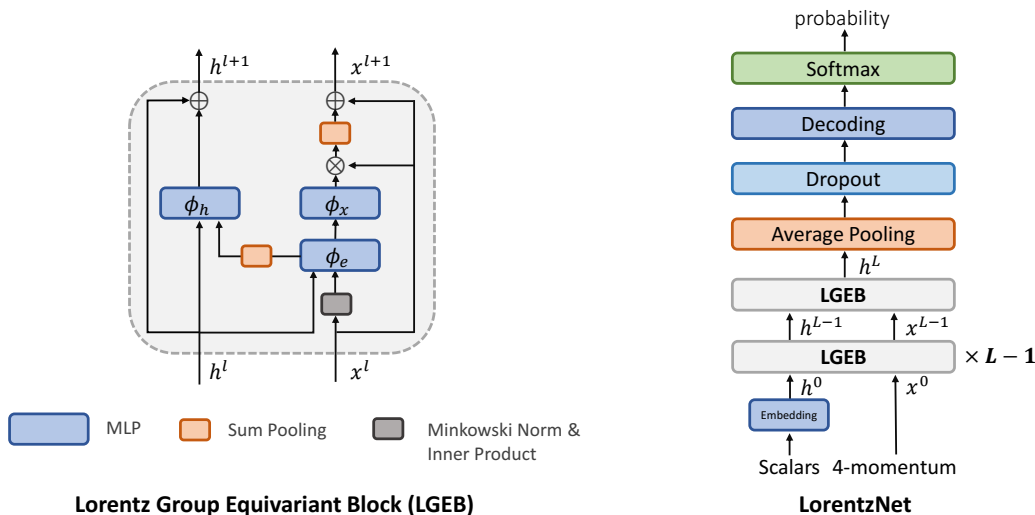 h^{l+1}
x^{l+1}
ϕ_h
ϕ_x
ϕ_e
h^l
x^l
MLP
Sum Pooling
Minkowski Norm &
Inner Product
Lorentz Group Equivariant Block (LGEB)
probability
Softmax
Decoding
Dropout
Average Pooling
h^L
LGEB
h^{L−1}
x^{L−1}
LGEB
× L − 1
h^0
x^0
Embedding
Scalars
4-momentum
LorentzNet